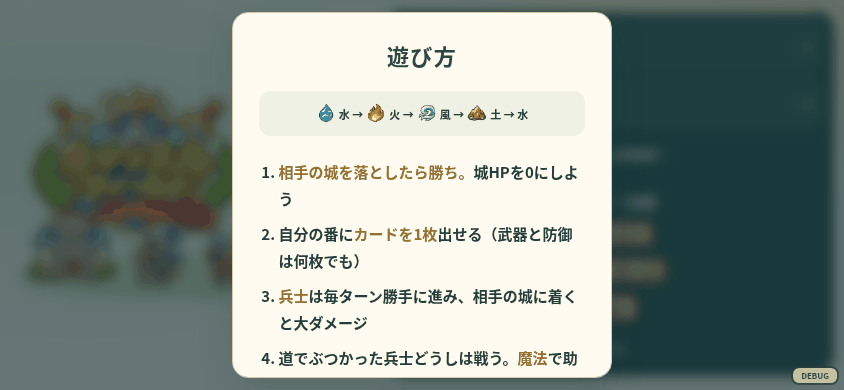 遊び方
水→ 火→ 風→ 土→水
1. 相手の城を落としたら勝ち。城HPを0にしよ
う
2. 自分の番にカードを1枚出せる（武器と防御
は何枚でも）
3. 兵士は毎ターン勝手に進み、相手の城に着く
と大ダメージ
4. 道でぶつかった兵士どうしは戦う。魔法で助
DEBUG